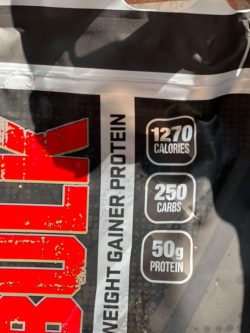 BULK
WEIGHT GAINER PROTEIN
1270
CALORIES
250
CARBS
50g
PROTEIN